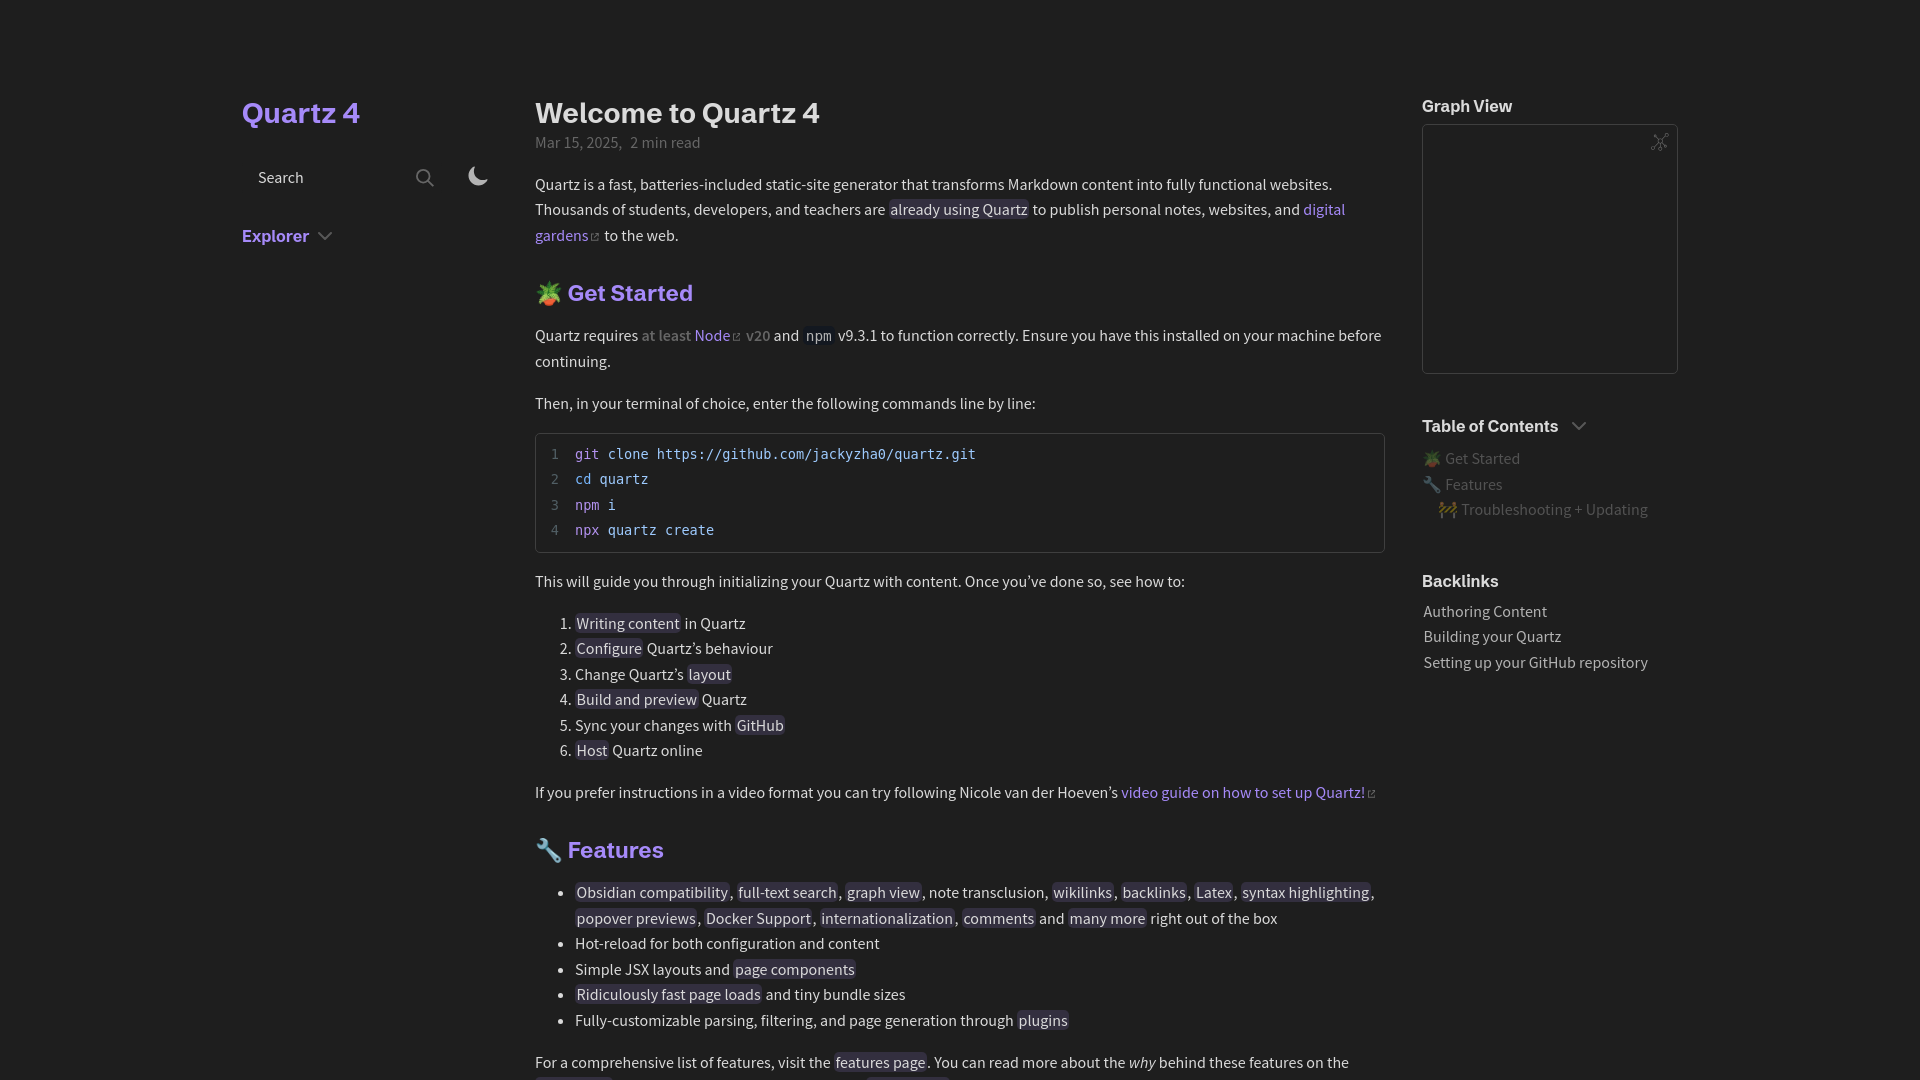 Quartz 4
Search
Explorer
Welcome to Quartz 4
Mar 15, 2025, 2 min read
Quartz is a fast, batteries-included static-site generator that transforms Markdown content into fully functional websites.
Thousands of students, developers, and teachers are already using Quartz to publish personal notes, websites, and digital
gardens to the web.
🪴 Get Started
Quartz requires at least Node v20 and npm v9.3.1 to function correctly. Ensure you have this installed on your machine before
continuing.
Then, in your terminal of choice, enter the following commands line by line:
1 git clone https://github.com/jackyzha0/quartz.git
2 cd quartz
3 npm i
4 npx quartz create
This will guide you through initializing your Quartz with content. Once you’ve done so, see how to:
1. Writing content in Quartz
2. Configure Quartz’s behaviour
3. Change Quartz’s layout
4. Build and preview Quartz
5. Sync your changes with GitHub
6. Host Quartz online
If you prefer instructions in a video format you can try following Nicole van der Hoeven’s video guide on how to set up Quartz!
🔧 Features
• Obsidian compatibility, full-text search, graph view, note transclusion, wikilinks, backlinks, Latex, syntax highlighting,
popover previews, Docker Support, internationalization, comments and many more right out of the box
• Hot-reload for both configuration and content
• Simple JSX layouts and page components
• Ridiculously fast page loads and tiny bundle sizes
• Fully-customizable parsing, filtering, and page generation through plugins
For a comprehensive list of features, visit the features page. You can read more about the why behind these features on the
Graph View
Table of Contents
🪴 Get Started
🔧 Features
🚧 Troubleshooting + Updating
Backlinks
Authoring Content
Building your Quartz
Setting up your GitHub repository